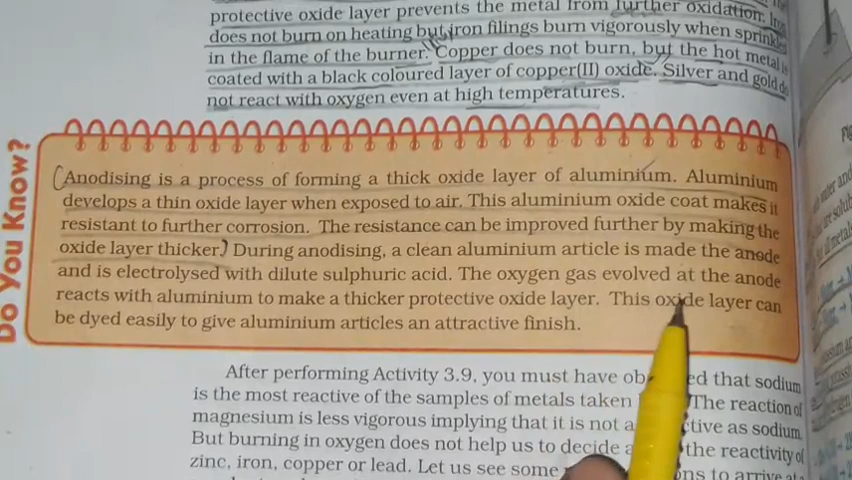 protective oxide layer prevents the metal from further oxidation. Iron
does not burn on heating but iron filings burn vigorously when sprinkled
in the flame of the burner. Copper does not burn, but the hot metal is
coated with a black coloured layer of copper(II) oxide. Silver and gold do
not react with oxygen even at high temperatures.
Do You Know?
Anodising is a process of forming a thick oxide layer of aluminium. Aluminium
develops a thin oxide layer when exposed to air. This aluminium oxide coat makes it
resistant to further corrosion. The resistance can be improved further by making the
oxide layer thicker. During anodising, a clean aluminium article is made the anode
and is electrolysed with dilute sulphuric acid. The oxygen gas evolved at the anode
reacts with aluminium to make a thicker protective oxide layer. This oxide layer can
be dyed easily to give aluminium articles an attractive finish.
After performing Activity 3.9, you must have ob ed that sodium
is the most reactive of the samples of metals taken The reaction of
magnesium is less vigorous implying that it is not a ctive as sodium.
But burning in oxygen does not help us to decide a the reactivity of
zinc, iron, copper or lead. Let us see some ons to arrive at a